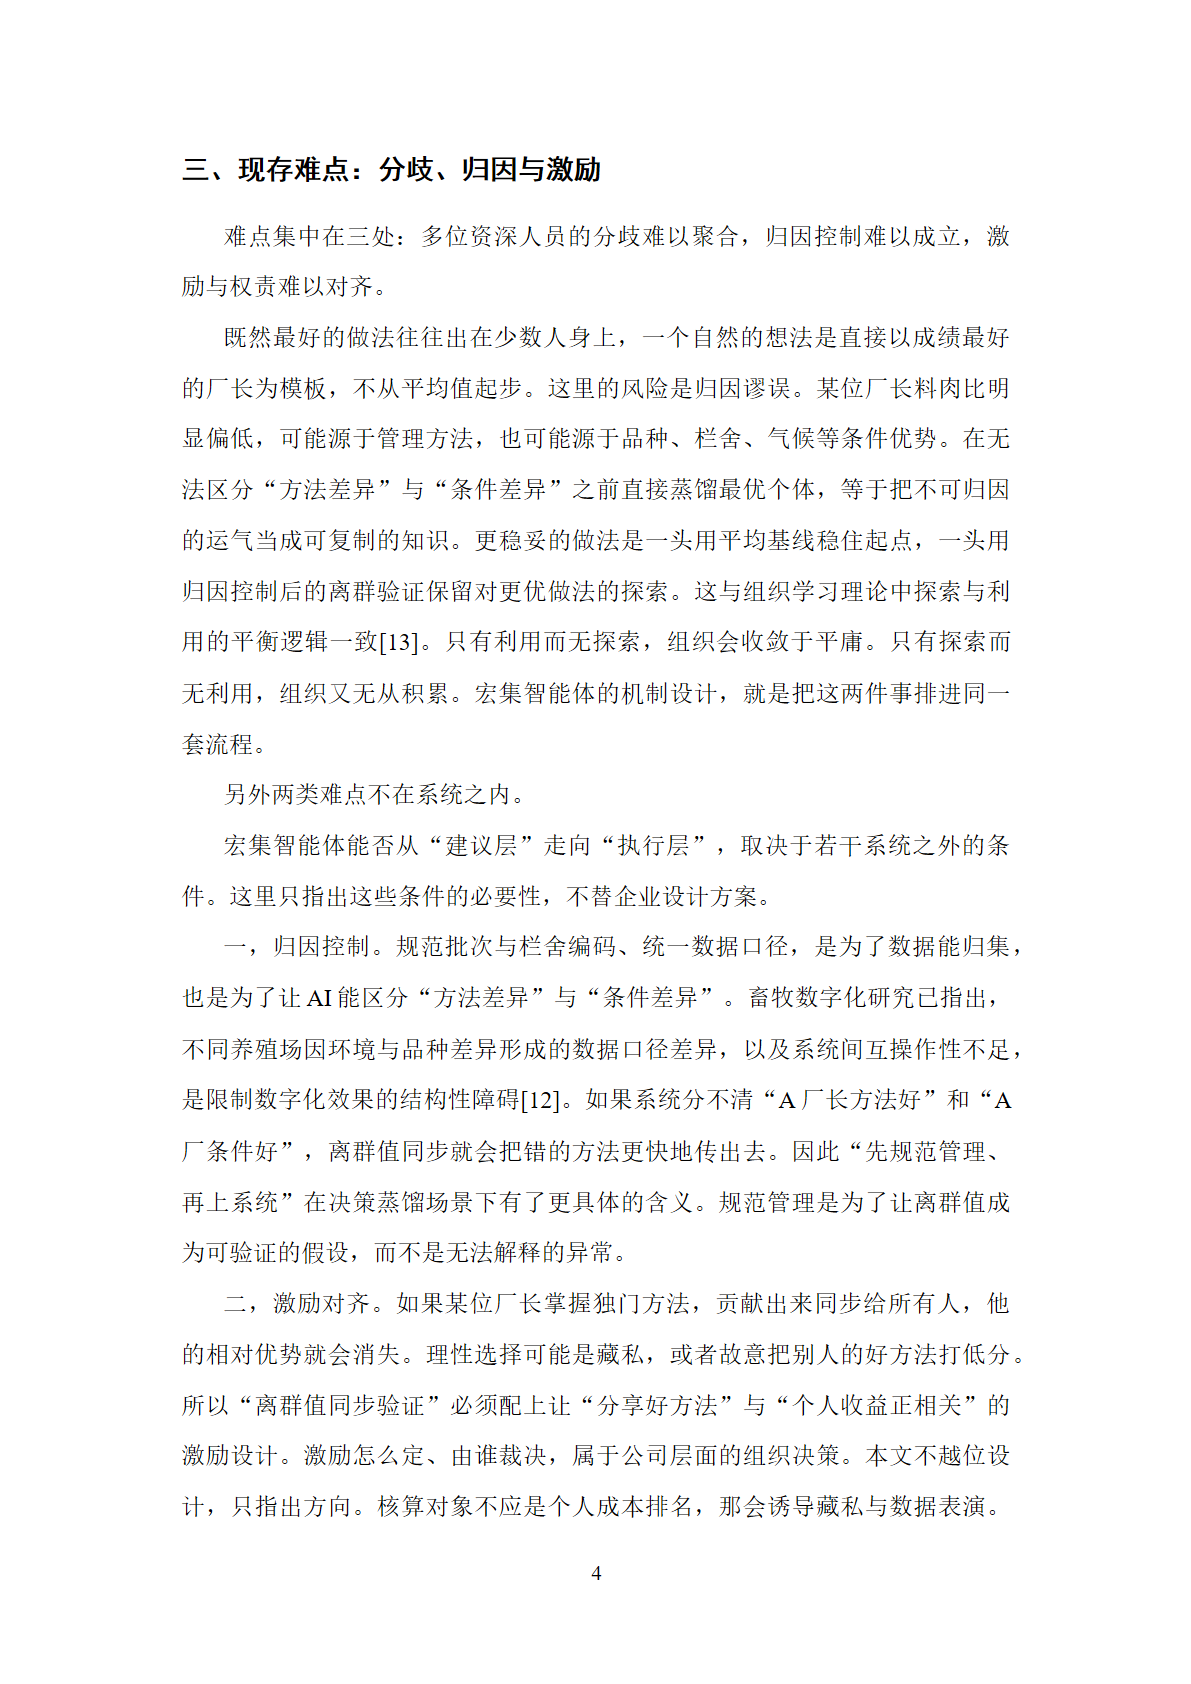 三、现存难点：分歧、归因与激励
难点集中在三处：多位资深人员的分歧难以聚合，归因控制难以成立，激
励与权责难以对齐。
既然最好的做法往往出在少数人身上，一个自然的想法是直接以成绩最好
的厂长为模板，不从平均值起步。这里的风险是归因谬误。某位厂长料肉比明
显偏低，可能源于管理方法，也可能源于品种、栏舍、气候等条件优势。在无
法区分“方法差异”与“条件差异”之前直接蒸馏最优个体，等于把不可归因
的运气当成可复制的知识。更稳妥的做法是一头用平均基线稳住起点，一头用
归因控制后的离群验证保留对更优做法的探索。这与组织学习理论中探索与利
用的平衡逻辑一致[13]。只有利用而无探索，组织会收敛于平庸。只有探索而
无利用，组织又无从积累。宏集智能体的机制设计，就是把这两件事排进同一
套流程。
另外两类难点不在系统之内。
宏集智能体能否从“建议层”走向“执行层”，取决于若干系统之外的条
件。这里只指出这些条件的必要性，不替企业设计方案。
一，归因控制。规范批次与栏舍编码、统一数据口径，是为了数据能归集，
也是为了让 AI 能区分“方法差异”与“条件差异”。畜牧数字化研究已指出，
不同养殖场因环境与品种差异形成的数据口径差异，以及系统间互操作性不足，
是限制数字化效果的结构性障碍[12]。如果系统分不清“A 厂长方法好”和“A
厂条件好”，离群值同步就会把错的方法更快地传出去。因此“先规范管理、
再上系统”在决策蒸馏场景下有了更具体的含义。规范管理是为了让离群值成
为可验证的假设，而不是无法解释的异常。
二，激励对齐。如果某位厂长掌握独门方法，贡献出来同步给所有人，他
的相对优势就会消失。理性选择可能是藏私，或者故意把别人的好方法打低分。
所以“离群值同步验证”必须配上让“分享好方法”与“个人收益正相关”的
激励设计。激励怎么定、由谁裁决，属于公司层面的组织决策。本文不越位设
计，只指出方向。核算对象不应是个人成本排名，那会诱导藏私与数据表演。
4